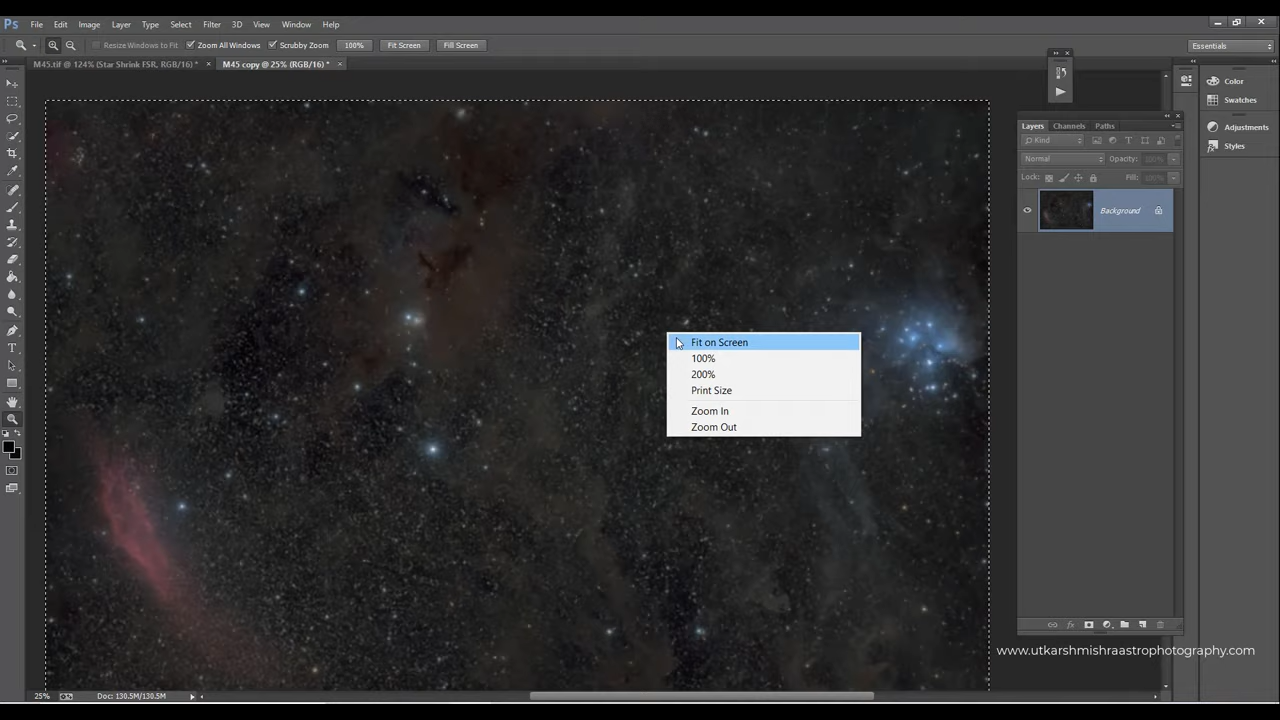 Ps File Edit Image Layer Type Select Filter 3D View Window Help
Resize Windows to Fit Zoom All Windows Scrubby Zoom 100% Fit Screen Fill Screen Essentials
M45.tif @ 124% (Star Shrink FSR, RGB/16) * × M45 copy @ 25% (RGB/16) * ×
Color
Swatches
Adjustments
Styles
Layers Channels Paths
Kind
Normal Opacity: 100%
Lock: Fill: 100%
Background
Fit on Screen
100%
200%
Print Size
Zoom In
Zoom Out
www.utkarshmishraastrophotography.com
25% Doc: 130.5M/130.5M